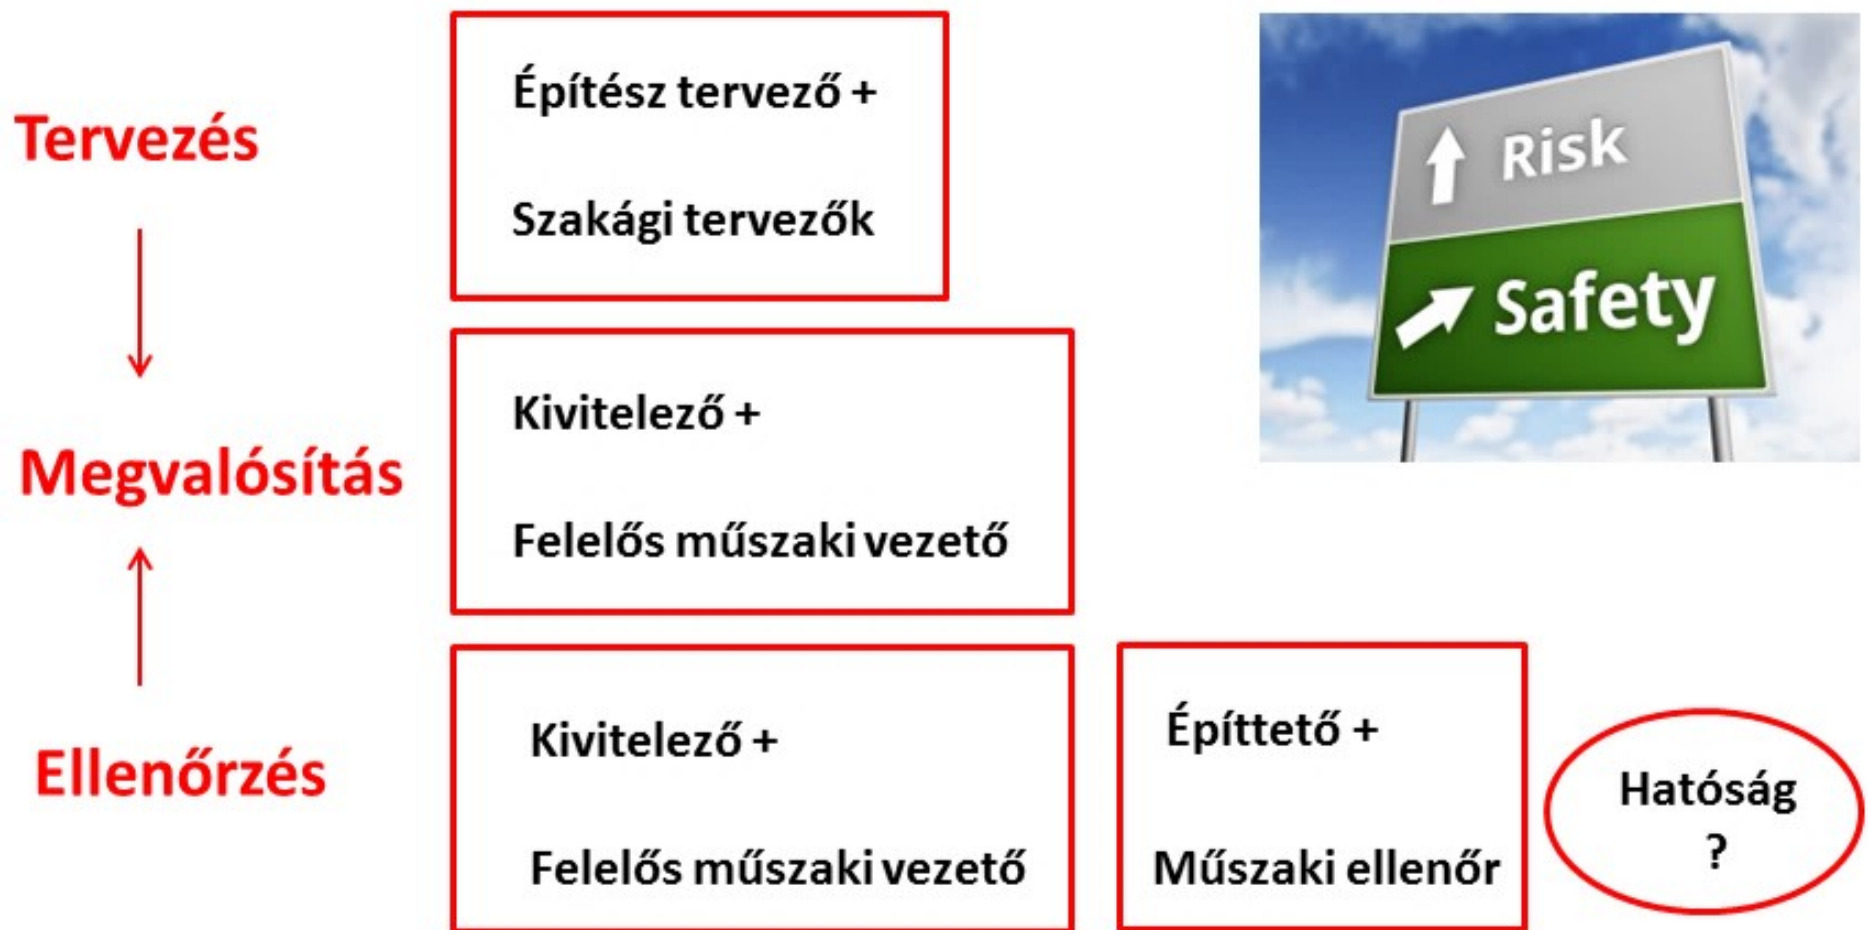 Tervezés
Építész tervező +
Szakági tervezők
Risk
Safety
Megvalósítás
Kivitelező +
Felelős műszaki vezető
Ellenőrzés
Kivitelező +
Felelős műszaki vezető
Építtető +
Műszaki ellenőr
Hatóság
?